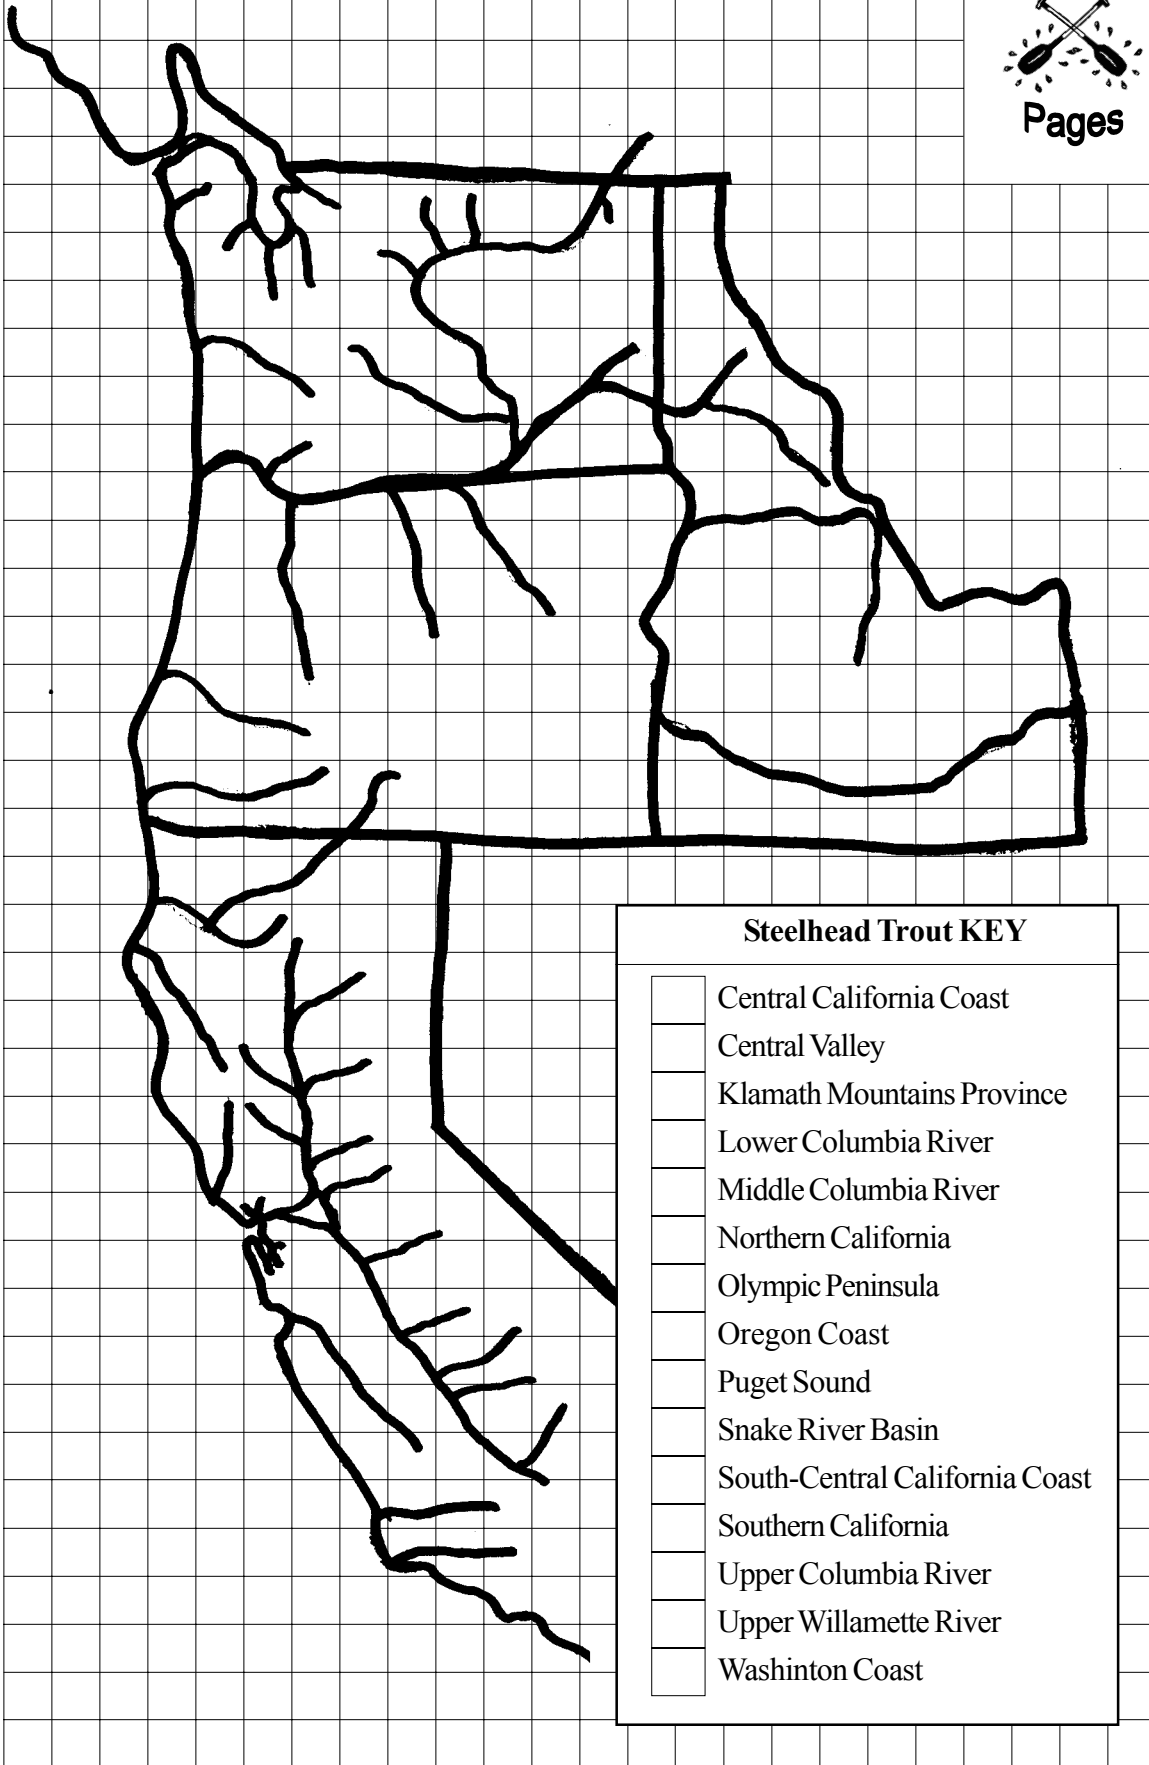 Pages
Steelhead Trout KEY
Central California Coast
Central Valley
Klamath Mountains Province
Lower Columbia River
Middle Columbia River
Northern California
Olympic Peninsula
Oregon Coast
Puget Sound
Snake River Basin
South-Central California Coast
Southern California
Upper Columbia River
Upper Willamette River
Washinton Coast